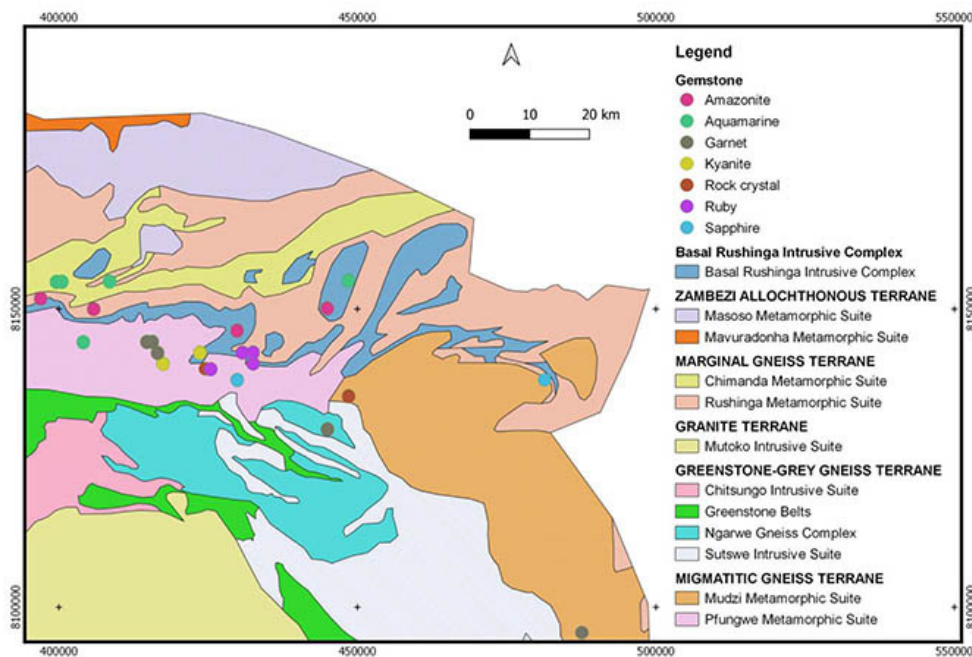 400000 450000 500000 550000
8150000 8150000
8100000 8100000
0 10 20 km
Legend
Gemstone
Amazonite
Aquamarine
Garnet
Kyanite
Rock crystal
Ruby
Sapphire
Basal Rushinga Intrusive Complex
Basal Rushinga Intrusive Complex
ZAMBEZI ALLOCHTHONOUS TERRANE
Masoso Metamorphic Suite
Mavuradonha Metamorphic Suite
MARGINAL GNEISS TERRANE
Chimanda Metamorphic Suite
Rushinga Metamorphic Suite
GRANITE TERRANE
Mutoko Intrusive Suite
GREENSTONE-GREY GNEISS TERRANE
Chitsungo Intrusive Suite
Greenstone Belts
Ngarwe Gneiss Complex
Sutswe Intrusive Suite
MIGMATITIC GNEISS TERRANE
Mudzi Metamorphic Suite
Pfungwe Metamorphic Suite
400000 450000 500000 550000